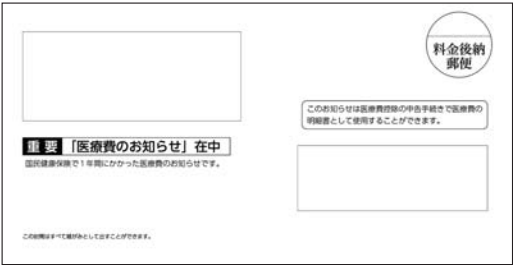 料金後納
郵便
このお知らせは医療費控除の申告手続きで医療費の
明細書として使用することができます。
重要「医療費のお知らせ」在中
国民健康保険で1年間にかかった医療費のお知らせです。
この封筒はすべて雑がみとして出すことができます。